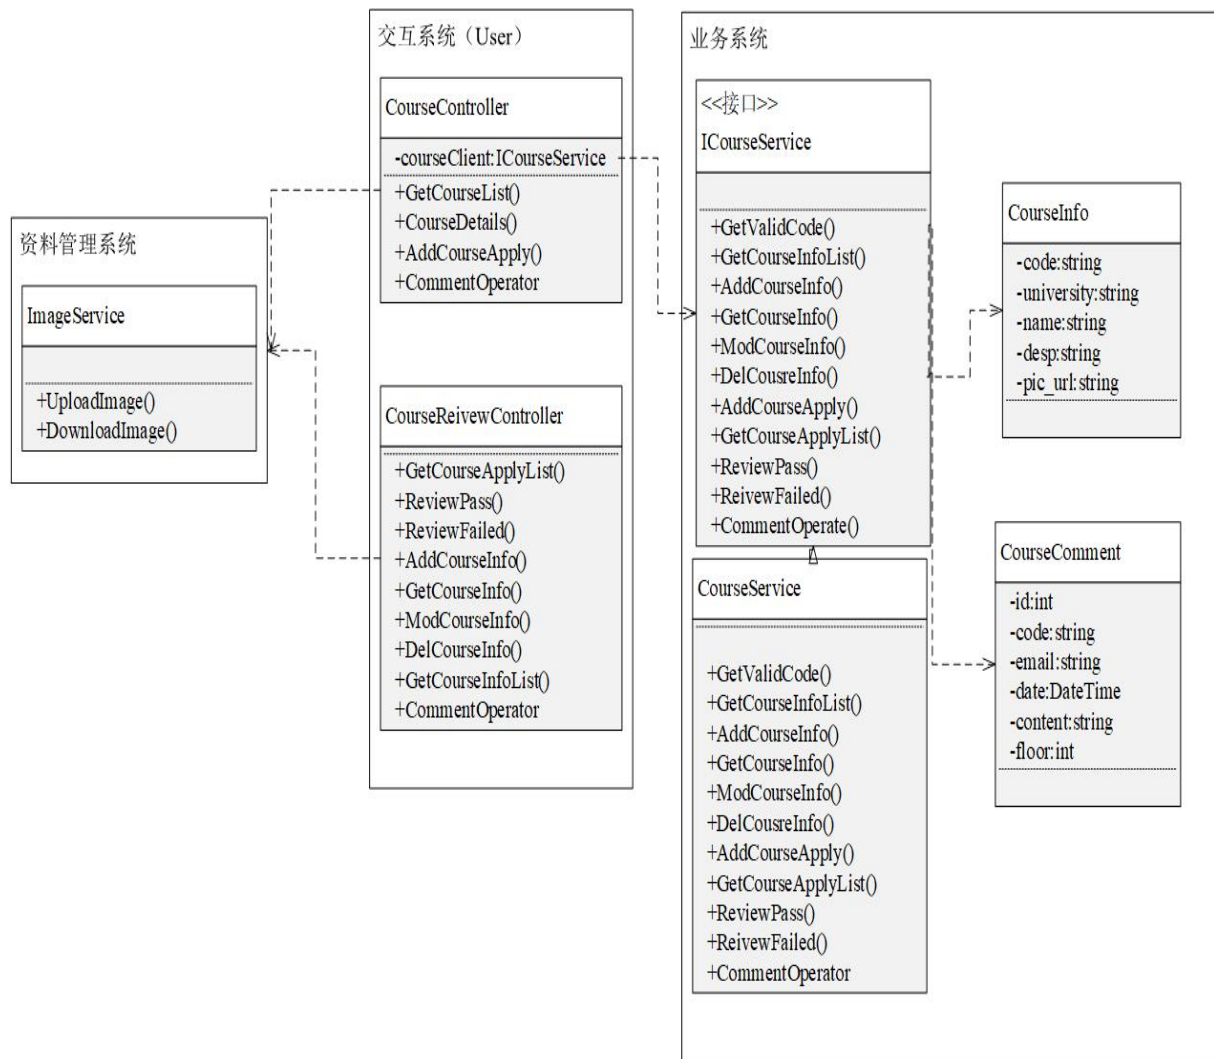 资料管理系统
ImageService
+UploadImage()
+DownloadImage()
交互系统（User）
CourseController
-courseClient:ICourseService
+GetCourseList()
+CourseDetails()
+AddCourseApply()
+CommentOperator
CourseReivewController
+GetCourseApplyList()
+ReviewPass()
+ReviewFailed()
+AddCourseInfo()
+GetCourseInfo()
+ModCourseInfo()
+DelCourseInfo()
+GetCourseInfoList()
+CommentOperator
业务系统
<<接口>>
ICourseService
+GetValidCode()
+GetCourseInfoList()
+AddCourseInfo()
+GetCourseInfo()
+ModCourseInfo()
+DelCousreInfo()
+AddCourseApply()
+GetCourseApplyList()
+ReviewPass()
+ReivewFailed()
+CommentOperate()
CourseService
+GetValidCode()
+GetCourseInfoList()
+AddCourseInfo()
+GetCourseInfo()
+ModCourseInfo()
+DelCousreInfo()
+AddCourseApply()
+GetCourseApplyList()
+ReviewPass()
+ReivewFailed()
+CommentOperator
CourseInfo
-code:string
-university:string
-name:string
-desp:string
-pic_url:string
CourseComment
-id:int
-code:string
-email:string
-date:DateTime
-content:string
-floor:int